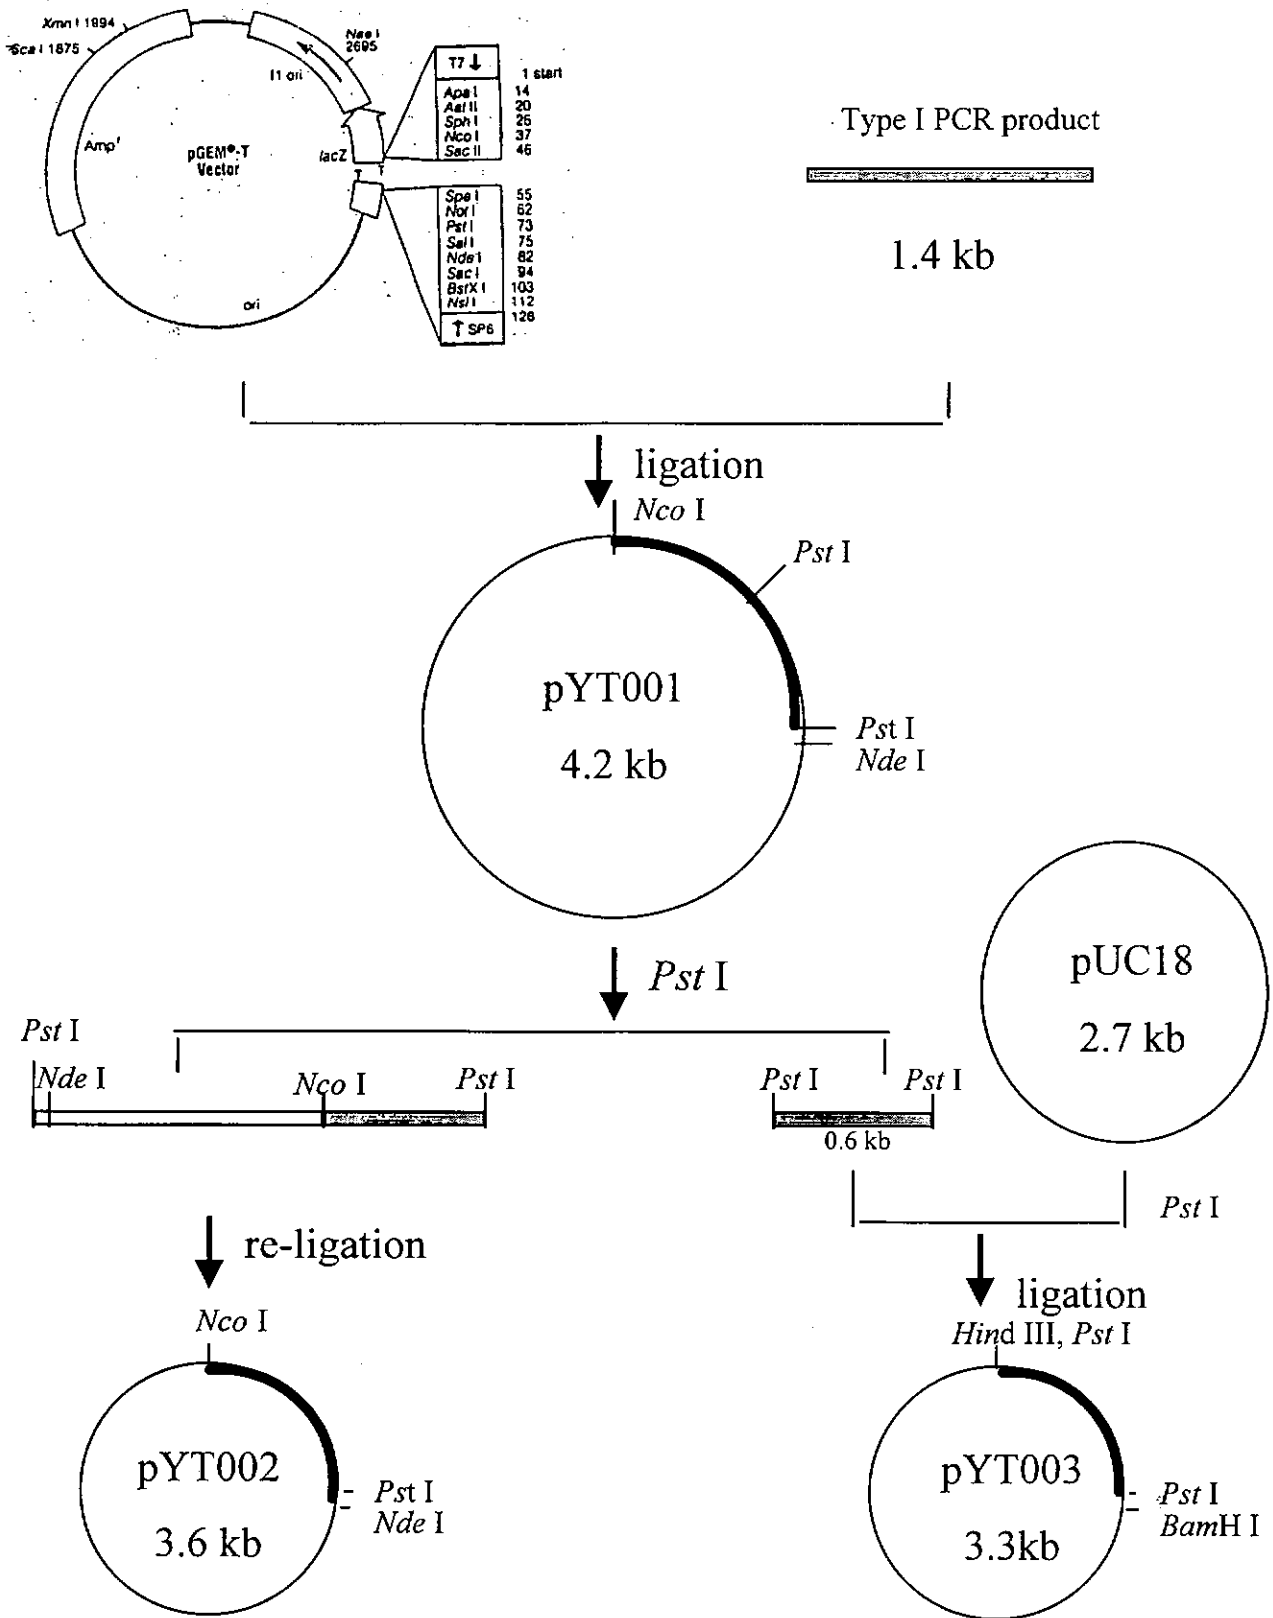 Xmn I 1894
Sca I 1875
Nae I
2695
f1 ori
Amp^r
pGEM®-T
Vector
lacZ
T
T
ori
T7 ↓
1 start
Apa I 14
Aat II 20
Sph I 26
Nco I 37
Sac II 46
Spe I 55
Not I 62
Pst I 73
Sal I 75
Nde I 82
Sac I 94
BstX I 103
Nsi I 112
↑ SP6
126
Type I PCR product
1.4 kb
ligation
Nco I
Pst I
pYT001
4.2 kb
Pst I
Nde I
Pst I
pUC18
2.7 kb
Pst I
Nde I
Nco I
Pst I
Pst I
Pst I
0.6 kb
Pst I
re-ligation
ligation
Nco I
Hind III, Pst I
pYT002
3.6 kb
Pst I
Nde I
pYT003
3.3kb
Pst I
BamH I